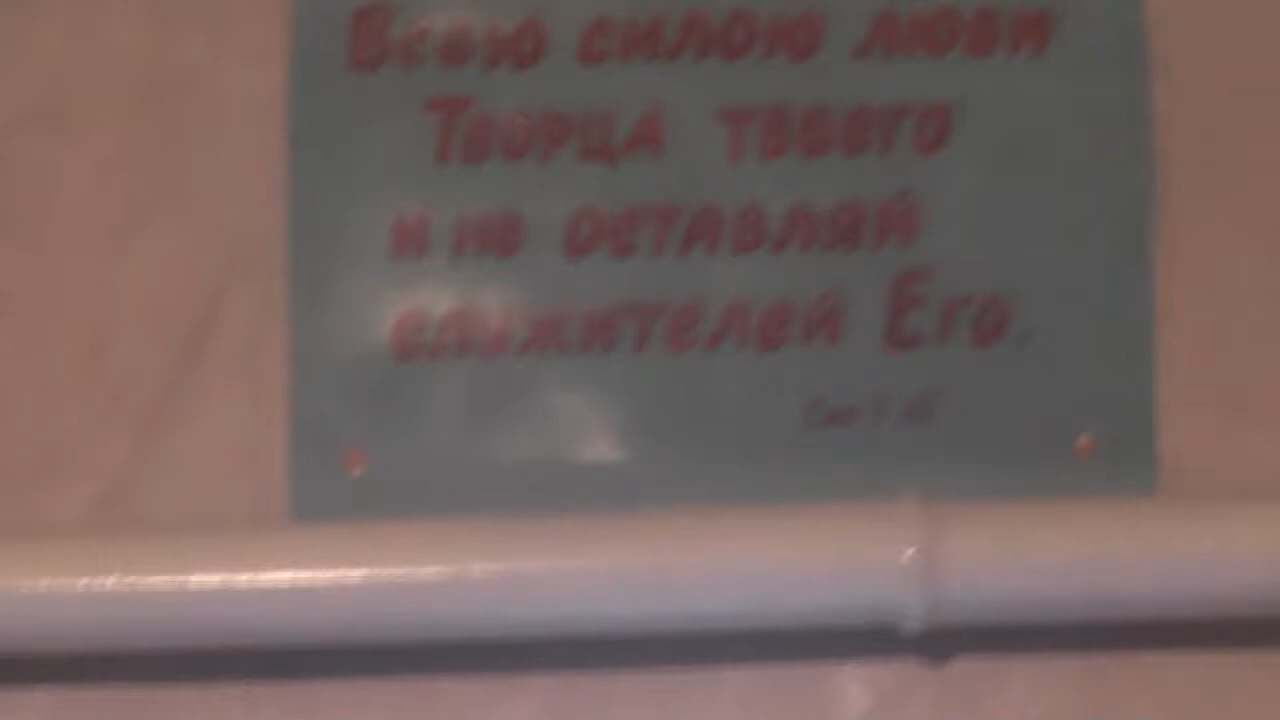 Всею силою люби
Творца твоего
и не оставляй
служителей Его.